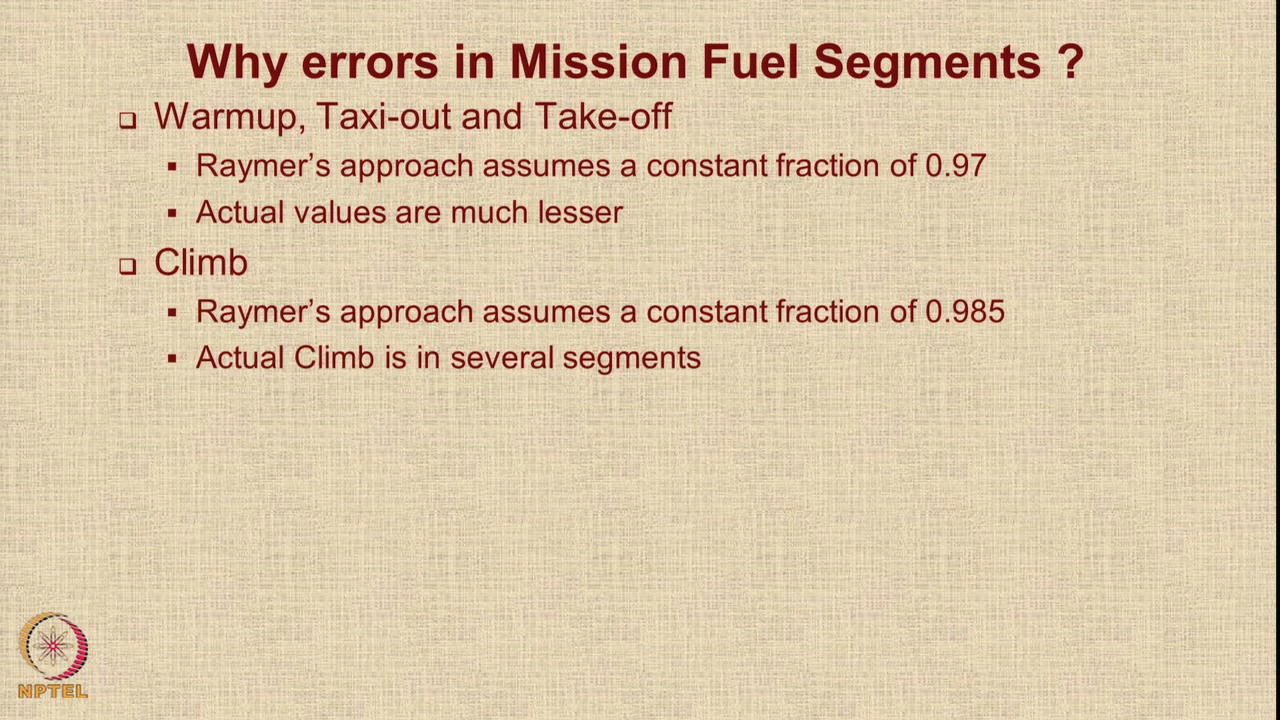 Why errors in Mission Fuel Segments ?
Warmup, Taxi-out and Take-off
Raymer’s approach assumes a constant fraction of 0.97
Actual values are much lesser
Climb
Raymer’s approach assumes a constant fraction of 0.985
Actual Climb is in several segments
NPTEL